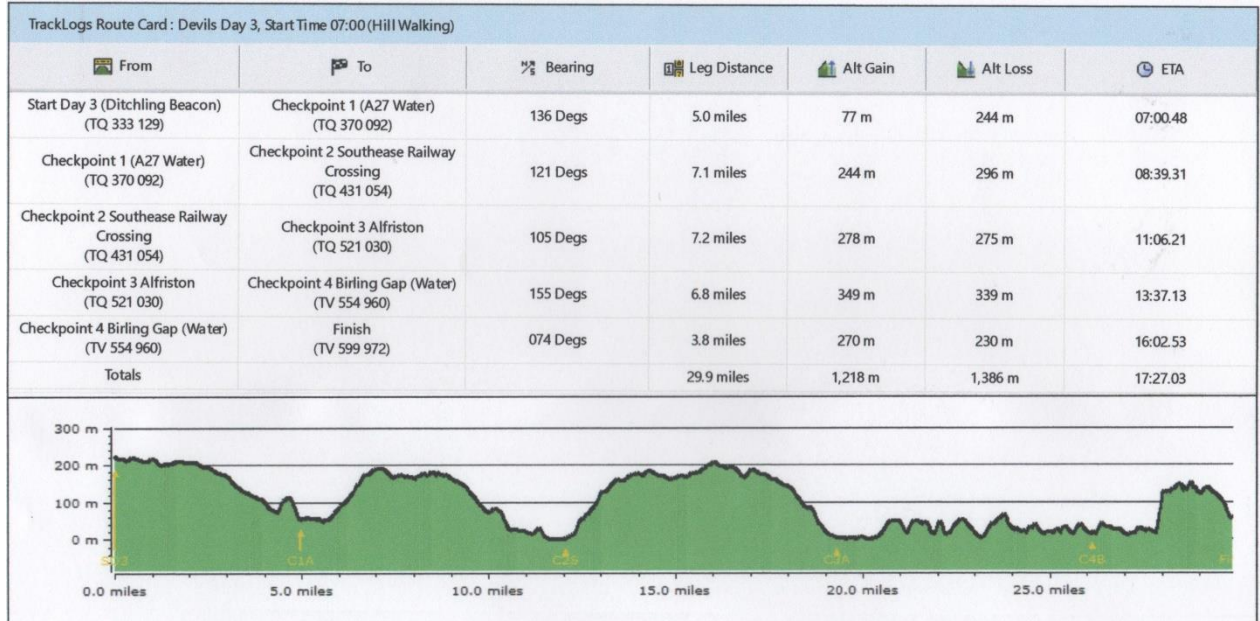 TrackLogs Route Card : Devils Day 3, Start Time 07:00 (Hill Walking)
From To Bearing Leg Distance Alt Gain Alt Loss ETA
Start Day 3 (Ditchling Beacon)
(TQ 333 129)
Checkpoint 1 (A27 Water)
(TQ 370 092)
136 Degs 5.0 miles 77 m 244 m 07:00.48
Checkpoint 1 (A27 Water)
(TQ 370 092)
Checkpoint 2 Southease Railway
Crossing
(TQ 431 054)
121 Degs 7.1 miles 244 m 296 m 08:39.31
Checkpoint 2 Southease Railway
Crossing
(TQ 431 054)
Checkpoint 3 Alfriston
(TQ 521 030)
105 Degs 7.2 miles 278 m 275 m 11:06.21
Checkpoint 3 Alfriston
(TQ 521 030)
Checkpoint 4 Birling Gap (Water)
(TV 554 960)
155 Degs 6.8 miles 349 m 339 m 13:37.13
Checkpoint 4 Birling Gap (Water)
(TV 554 960)
Finish
(TV 599 972)
074 Degs 3.8 miles 270 m 230 m 16:02.53
Totals 29.9 miles 1,218 m 1,386 m 17:27.03
300 m
200 m
100 m
0 m
C1A C4B
0.0 miles 5.0 miles 10.0 miles 15.0 miles 20.0 miles 25.0 miles